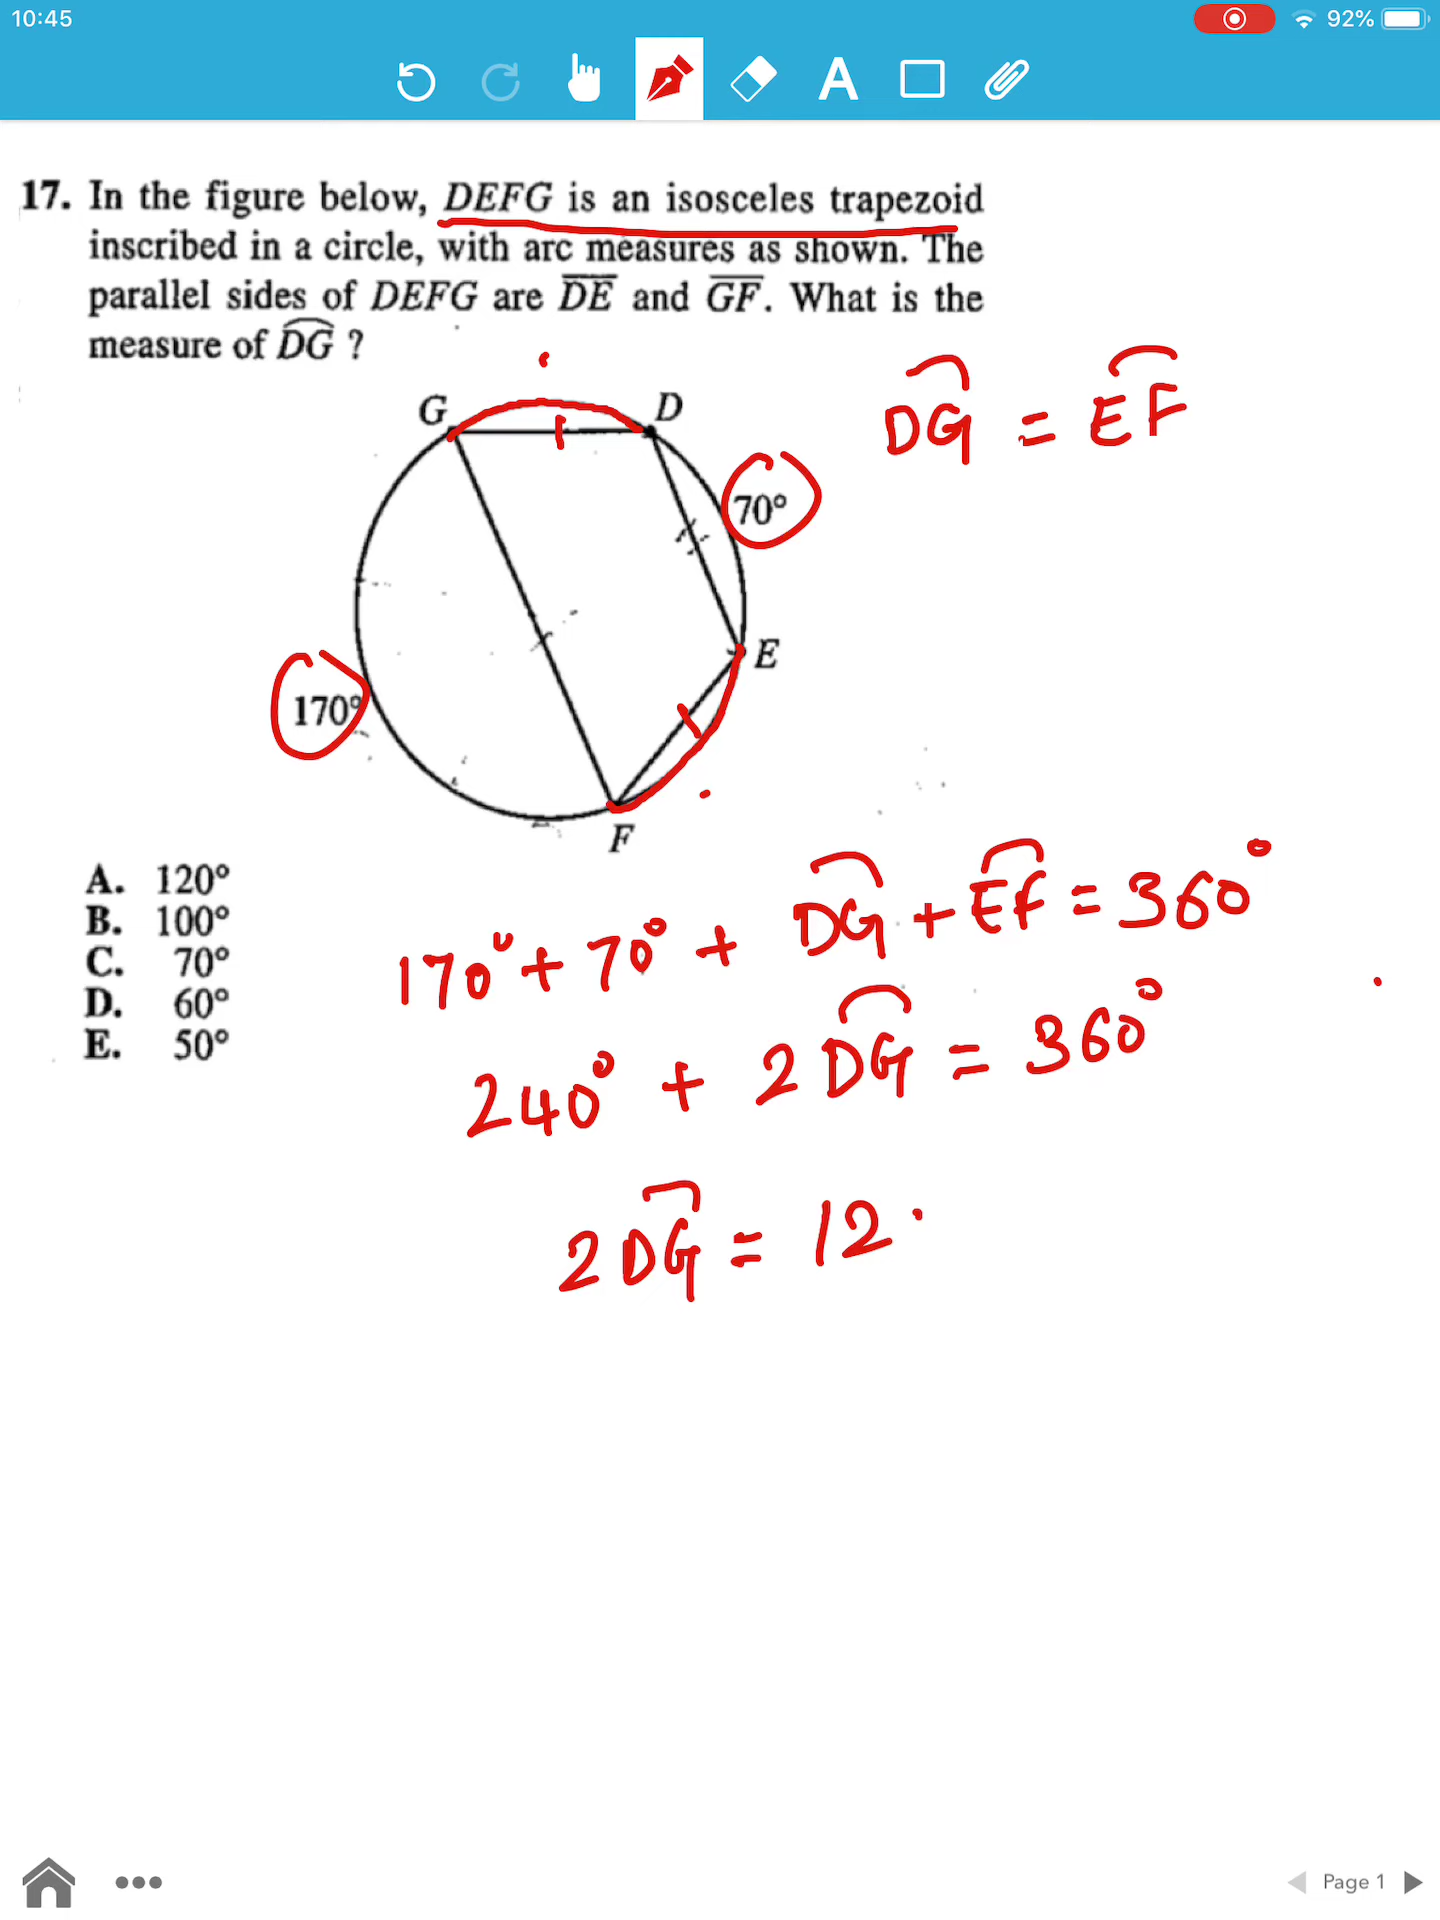 10:45
92%
A
17. In the figure below, DEFG is an isosceles trapezoid
inscribed in a circle, with arc measures as shown. The
parallel sides of DEFG are DE and GF. What is the
measure of DG ?
DG = EF
G
D
70°
E
170°
F
A. 120°
B. 100°
C. 70°
D. 60°
E. 50°
170° + 70° + DG + EF = 360°
240° + 2DG = 360°
2DG = 12
Page 1